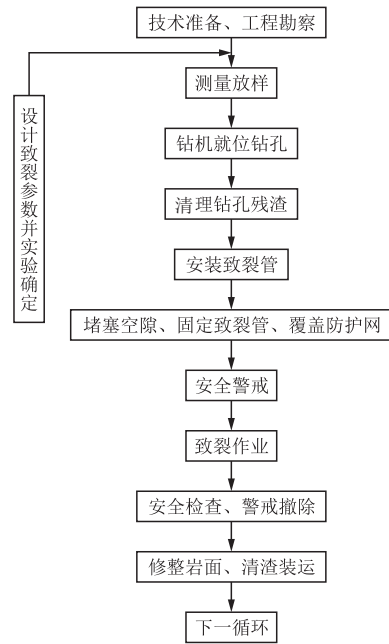 技术准备、工程勘察
设计致裂参数并实验确定
测量放样
钻机就位钻孔
清理钻孔残渣
安装致裂管
堵塞空隙、固定致裂管、覆盖防护网
安全警戒
致裂作业
安全检查、警戒撤除
修整岩面、清渣装运
下一循环